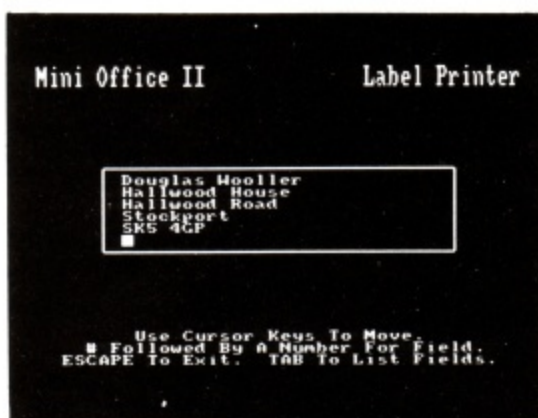 Mini Office II Label Printer
Douglas Wooller
Hallwood House
Hallwood Road
Stockport
SK5 4GP
Use Cursor Keys To Move.
# Followed By A Number For Field.
ESCAPE To Exit. TAB To List Fields.